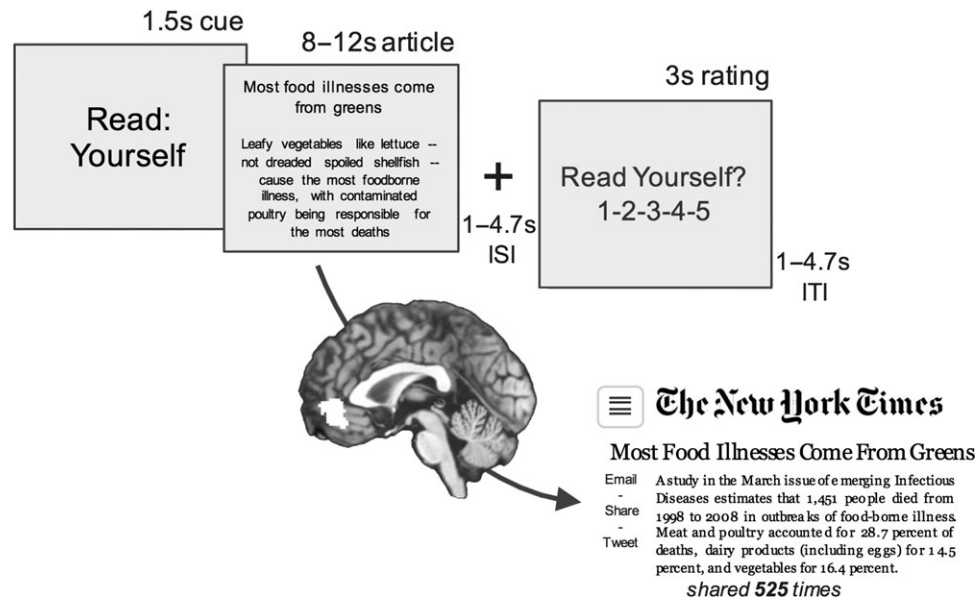 1.5s cue
Read:
Yourself
8–12s article
Most food illnesses come
from greens
Leafy vegetables like lettuce --
not dreaded spoiled shellfish --
cause the most foodborne
illness, with contaminated
poultry being responsible for
the most deaths
+
1–4.7s
ISI
3s rating
Read Yourself?
1-2-3-4-5
1–4.7s
ITI
The New York Times
Most Food Illnesses Come From Greens
Email
-
Share
-
Tweet
A study in the March issue of emerging Infectious
Diseases estimates that 1,451 people died from
1998 to 2008 in outbreaks of food-borne illness.
Meat and poultry accounted for 28.7 percent of
deaths, dairy products (including eggs) for 14.5
percent, and vegetables for 16.4 percent.
shared 525 times